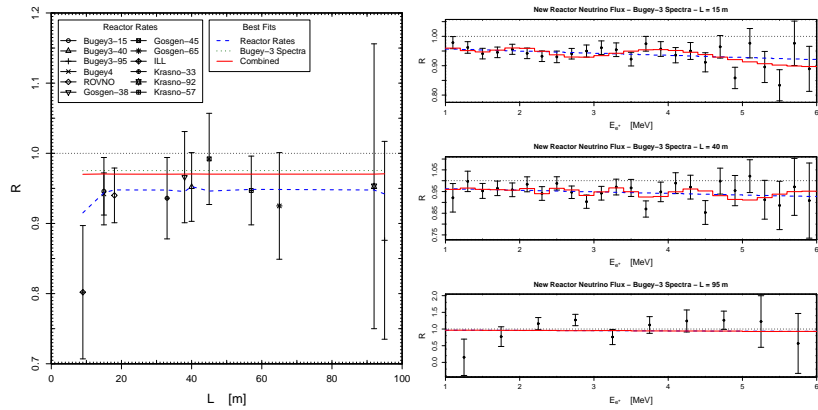 Reactor Rates
Bugey3−15
Bugey3−40
Bugey3−95
Bugey4
ROVNO
Gosgen−38
Gosgen−45
Gosgen−65
ILL
Krasno−33
Krasno−92
Krasno−57
Best Fits
Reactor Rates
Bugey−3 Spectra
Combined
1.2
1.1
1.0
0.9
0.8
0.7
R
0 20 40 60 80 100
L [m]
New Reactor Neutrino Flux − Bugey−3 Spectra − L = 15 m
1.00
0.90
0.80
R
1 2 3 4 5 6
Ee+ [MeV]
New Reactor Neutrino Flux − Bugey−3 Spectra − L = 40 m
1.05
0.95
0.85
0.75
R
1 2 3 4 5 6
Ee+ [MeV]
New Reactor Neutrino Flux − Bugey−3 Spectra − L = 95 m
2.0
1.5
1.0
0.5
0.0
R
1 2 3 4 5 6
Ee+ [MeV]